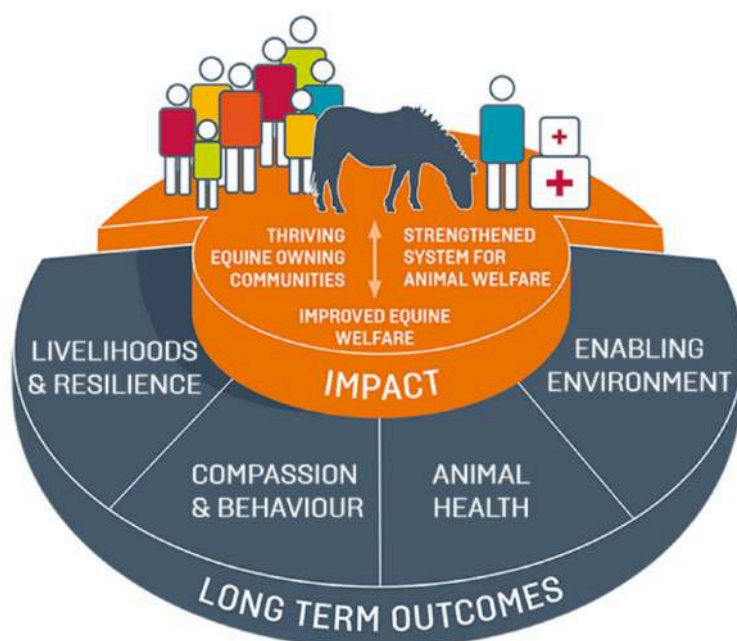 THRIVING
EQUINE OWNING
COMMUNITIES
STRENGTHENED
SYSTEM FOR
ANIMAL WELFARE
IMPROVED EQUINE
WELFARE
IMPACT
LIVELIHOODS
& RESILIENCE
COMPASSION
& BEHAVIOUR
ANIMAL
HEALTH
ENABLING
ENVIRONMENT
LONG TERM OUTCOMES